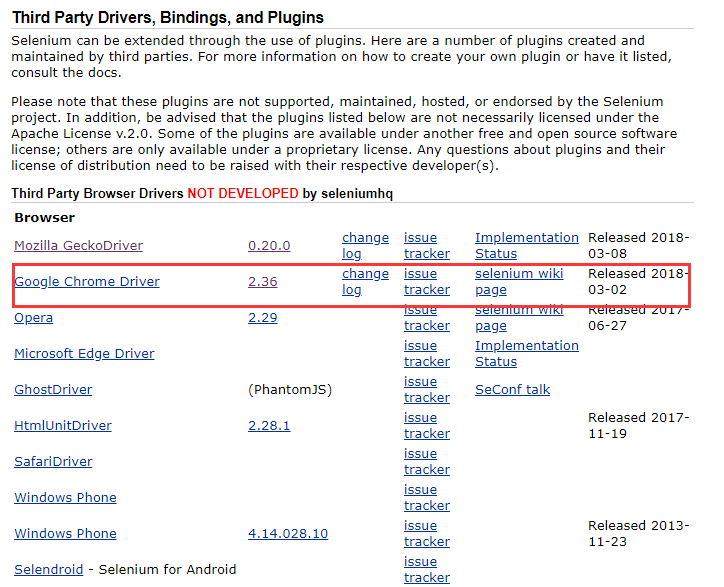 Third Party Drivers, Bindings, and Plugins
Selenium can be extended through the use of plugins. Here are a number of plugins created and
maintained by third parties. For more information on how to create your own plugin or have it listed,
consult the docs.
Please note that these plugins are not supported, maintained, hosted, or endorsed by the Selenium
project. In addition, be advised that the plugins listed below are not necessarily licensed under the
Apache License v.2.0. Some of the plugins are available under another free and open source software
license; others are only available under a proprietary license. Any questions about plugins and their
license of distribution need to be raised with their respective developer(s).
Third Party Browser Drivers NOT DEVELOPED by seleniumhq
Browser
Mozilla GeckoDriver 0.20.0 change log issue tracker Implementation Status Released 2018-03-08
Google Chrome Driver 2.36 change log issue tracker selenium wiki page Released 2018-03-02
Opera 2.29 issue tracker selenium wiki page Released 2017-06-27
Microsoft Edge Driver issue tracker Implementation Status
GhostDriver (PhantomJS) issue tracker SeConf talk
HtmlUnitDriver 2.28.1 issue tracker Released 2017-11-19
SafariDriver issue tracker
Windows Phone issue tracker
Windows Phone 4.14.028.10 issue tracker Released 2013-11-23
Selendroid - Selenium for Android issue tracker